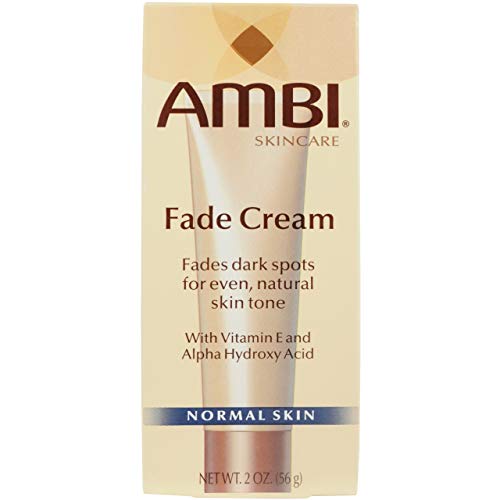 AMBI®
SKINCARE
Fade Cream
Fades dark spots
for even, natural
skin tone
With Vitamin E and
Alpha Hydroxy Acid
NORMAL SKIN
NET WT. 2 OZ. (56 g)